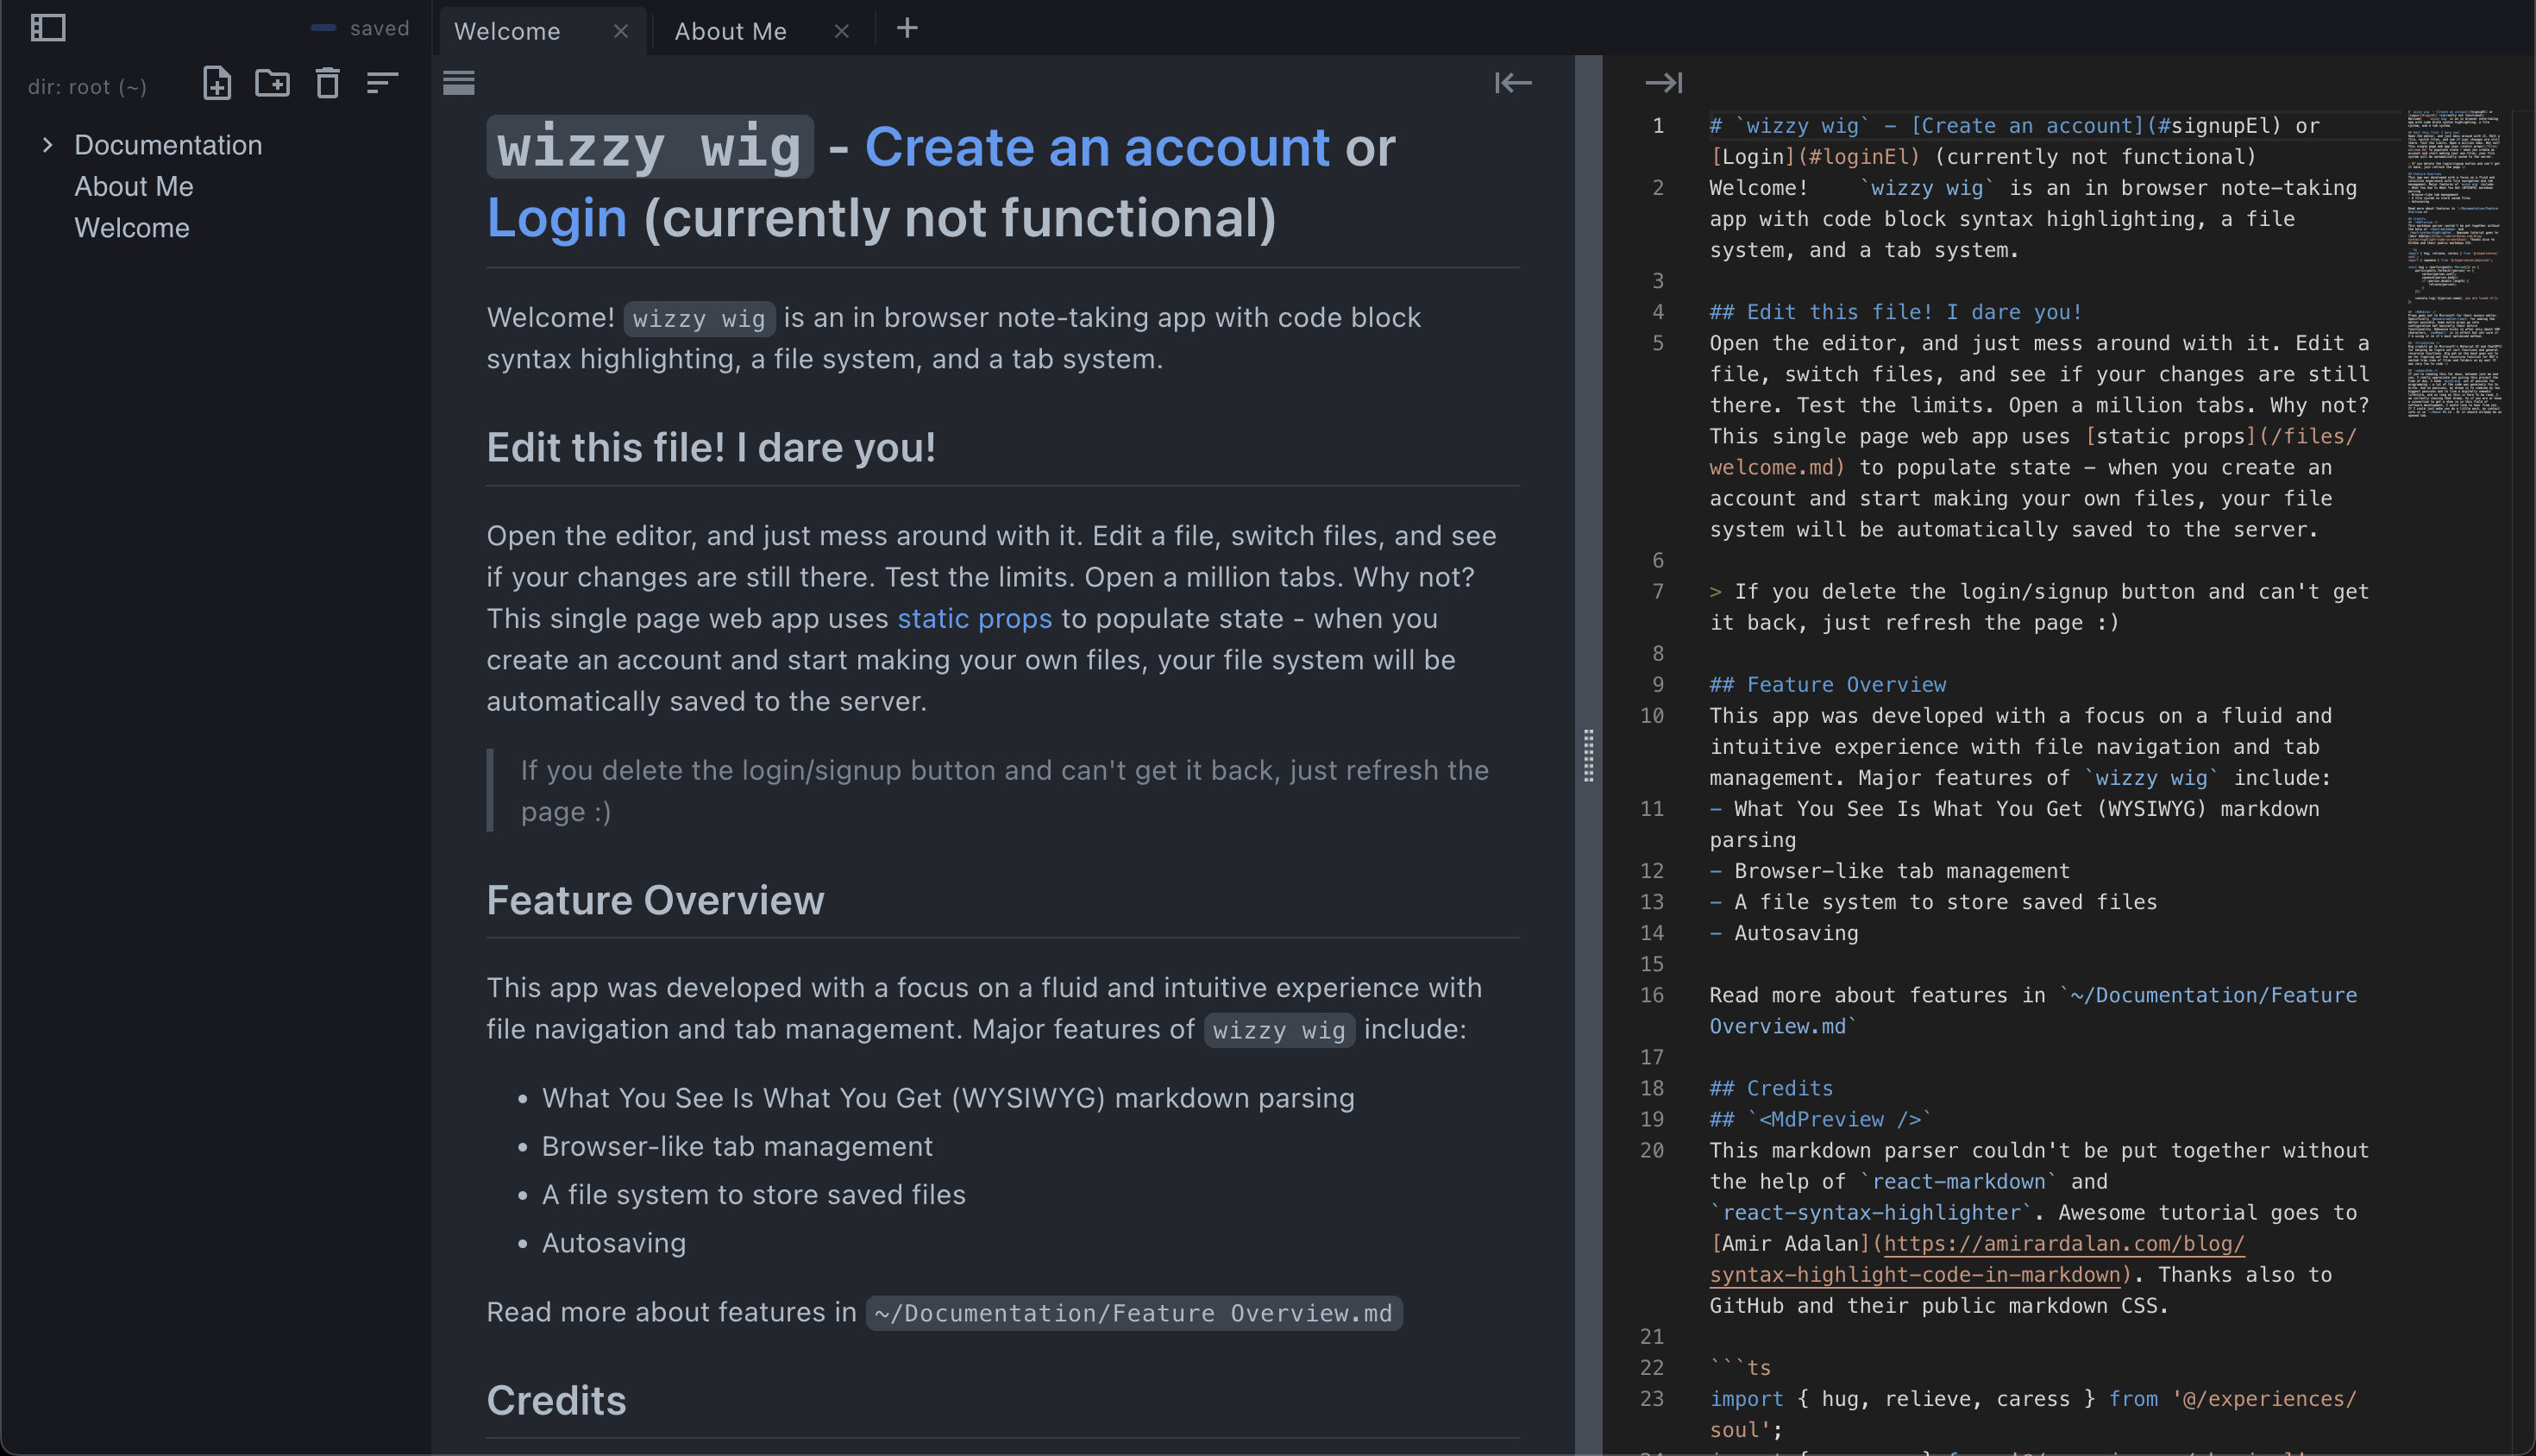 saved
dir: root (~)
Documentation
About Me
Welcome
Welcome
About Me
wizzy wig - Create an account or
Login (currently not functional)
Welcome! wizzy wig is an in browser note-taking app with code block
syntax highlighting, a file system, and a tab system.
Edit this file! I dare you!
Open the editor, and just mess around with it. Edit a file, switch files, and see
if your changes are still there. Test the limits. Open a million tabs. Why not?
This single page web app uses static props to populate state - when you
create an account and start making your own files, your file system will be
automatically saved to the server.
If you delete the login/signup button and can't get it back, just refresh the
page :)
Feature Overview
This app was developed with a focus on a fluid and intuitive experience with
file navigation and tab management. Major features of wizzy wig include:
• What You See Is What You Get (WYSIWYG) markdown parsing
• Browser-like tab management
• A file system to store saved files
• Autosaving
Read more about features in ~/Documentation/Feature Overview.md
Credits
1 # `wizzy wig` - [Create an account](#signupEl) or
[Login](#loginEl) (currently not functional)
2 Welcome!    `wizzy wig` is an in browser note-taking
app with code block syntax highlighting, a file
system, and a tab system.
3
4 ## Edit this file! I dare you!
5 Open the editor, and just mess around with it. Edit a
file, switch files, and see if your changes are still
there. Test the limits. Open a million tabs. Why not?
This single page web app uses [static props](/files/
welcome.md) to populate state - when you create an
account and start making your own files, your file
system will be automatically saved to the server.
6
7 > If you delete the login/signup button and can't get
it back, just refresh the page :)
8
9 ## Feature Overview
10 This app was developed with a focus on a fluid and
intuitive experience with file navigation and tab
management. Major features of `wizzy wig` include:
11 - What You See Is What You Get (WYSIWYG) markdown
parsing
12 - Browser-like tab management
13 - A file system to store saved files
14 - Autosaving
15
16 Read more about features in `~/Documentation/Feature
Overview.md`
17
18 ## Credits
19 ## `<MdPreview />`
20 This markdown parser couldn't be put together without
the help of `react-markdown` and
`react-syntax-highlighter`. Awesome tutorial goes to
[Amir Adalan](https://amirardalan.com/blog/
syntax-highlight-code-in-markdown). Thanks also to
GitHub and their public markdown CSS.
21
22 ```ts
23 import { hug, relieve, caress } from '@/experiences/
soul';